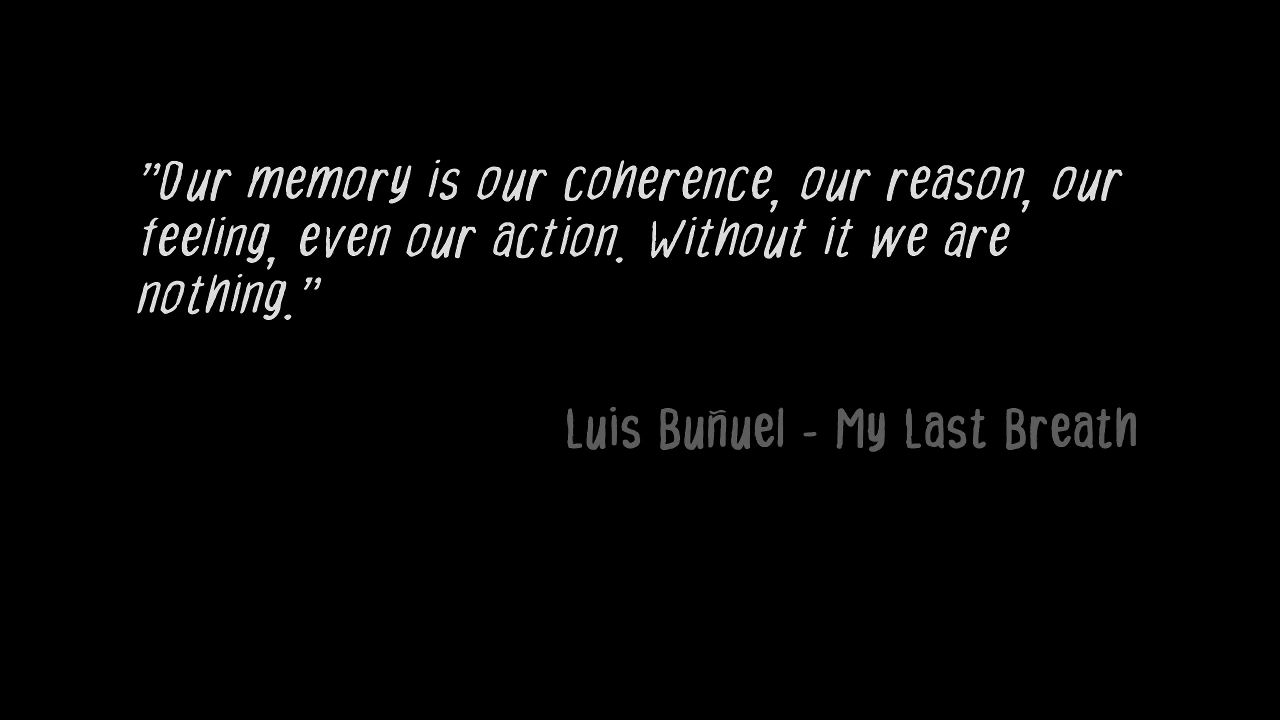 ”Our memory is our coherence, our reason, our
feeling, even our action. Without it we are
nothing.”
Luis Buñuel - My Last Breath